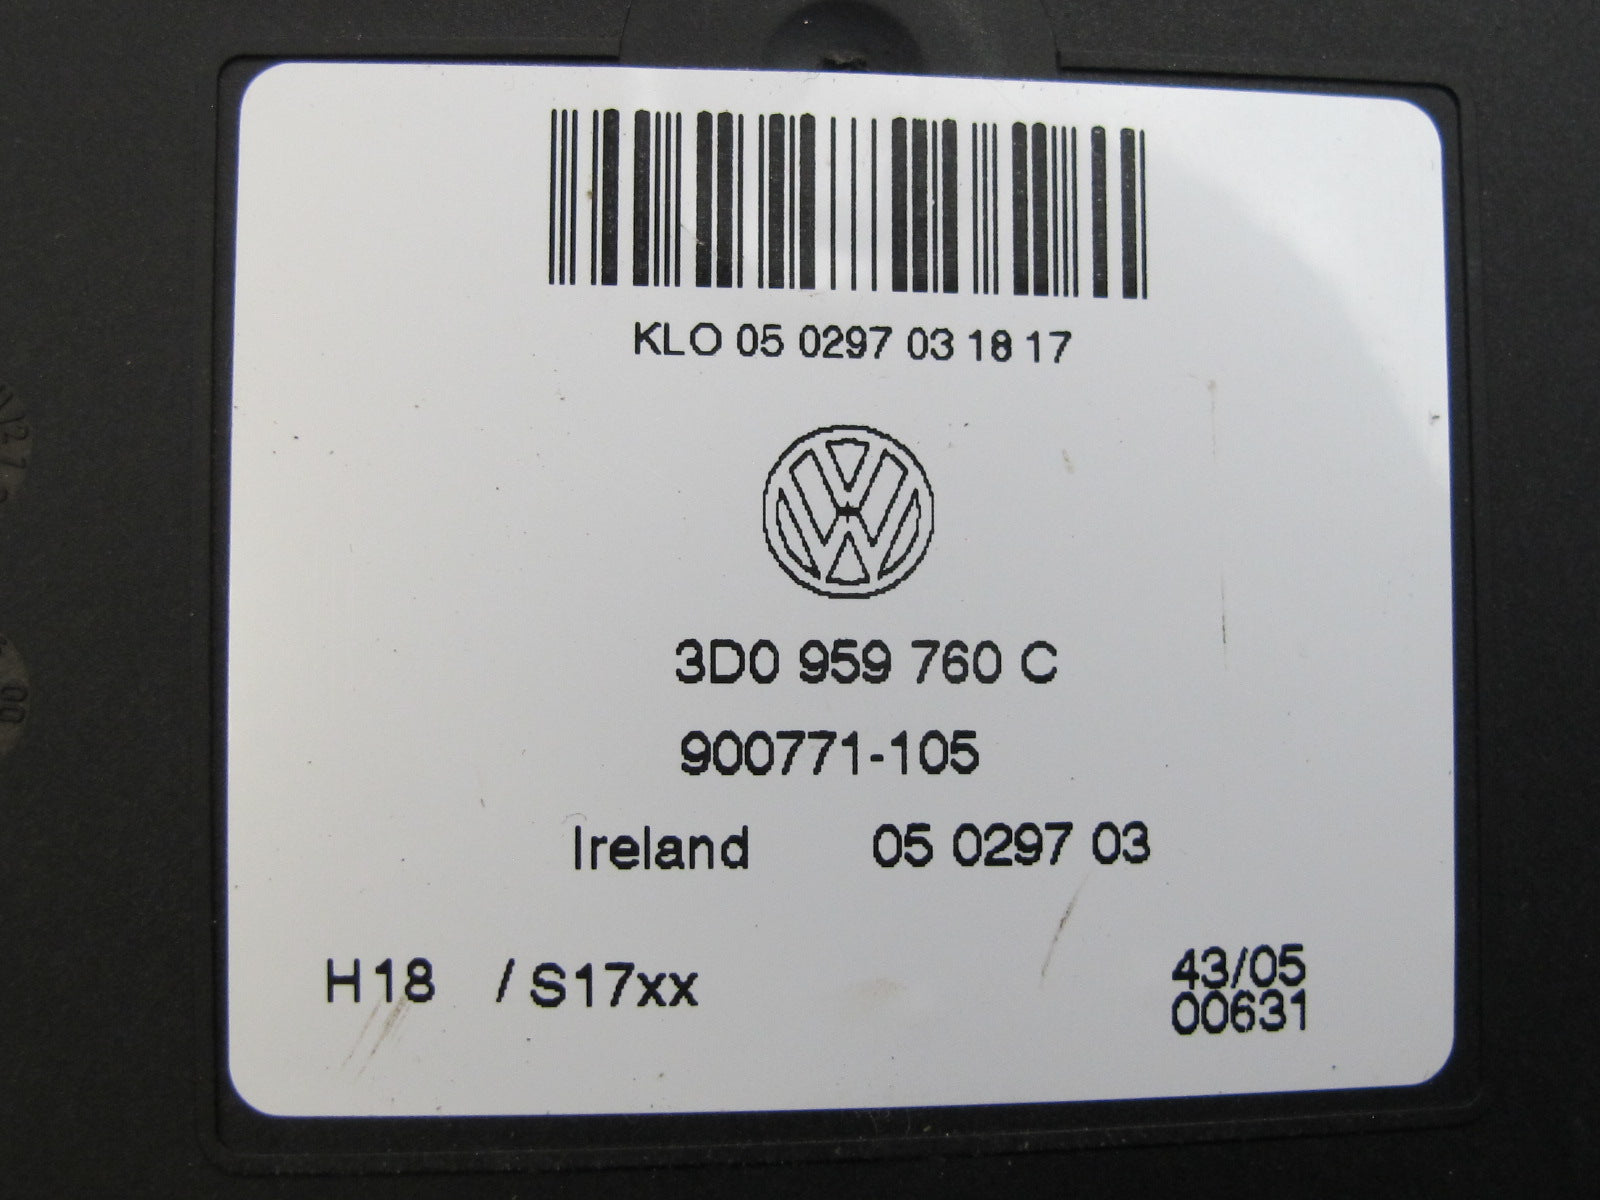 KLO 05 0297 03 18 17
3D0 959 760 C
900771-105
Ireland 05 0297 03
H18 / S17xx
43/05
00631